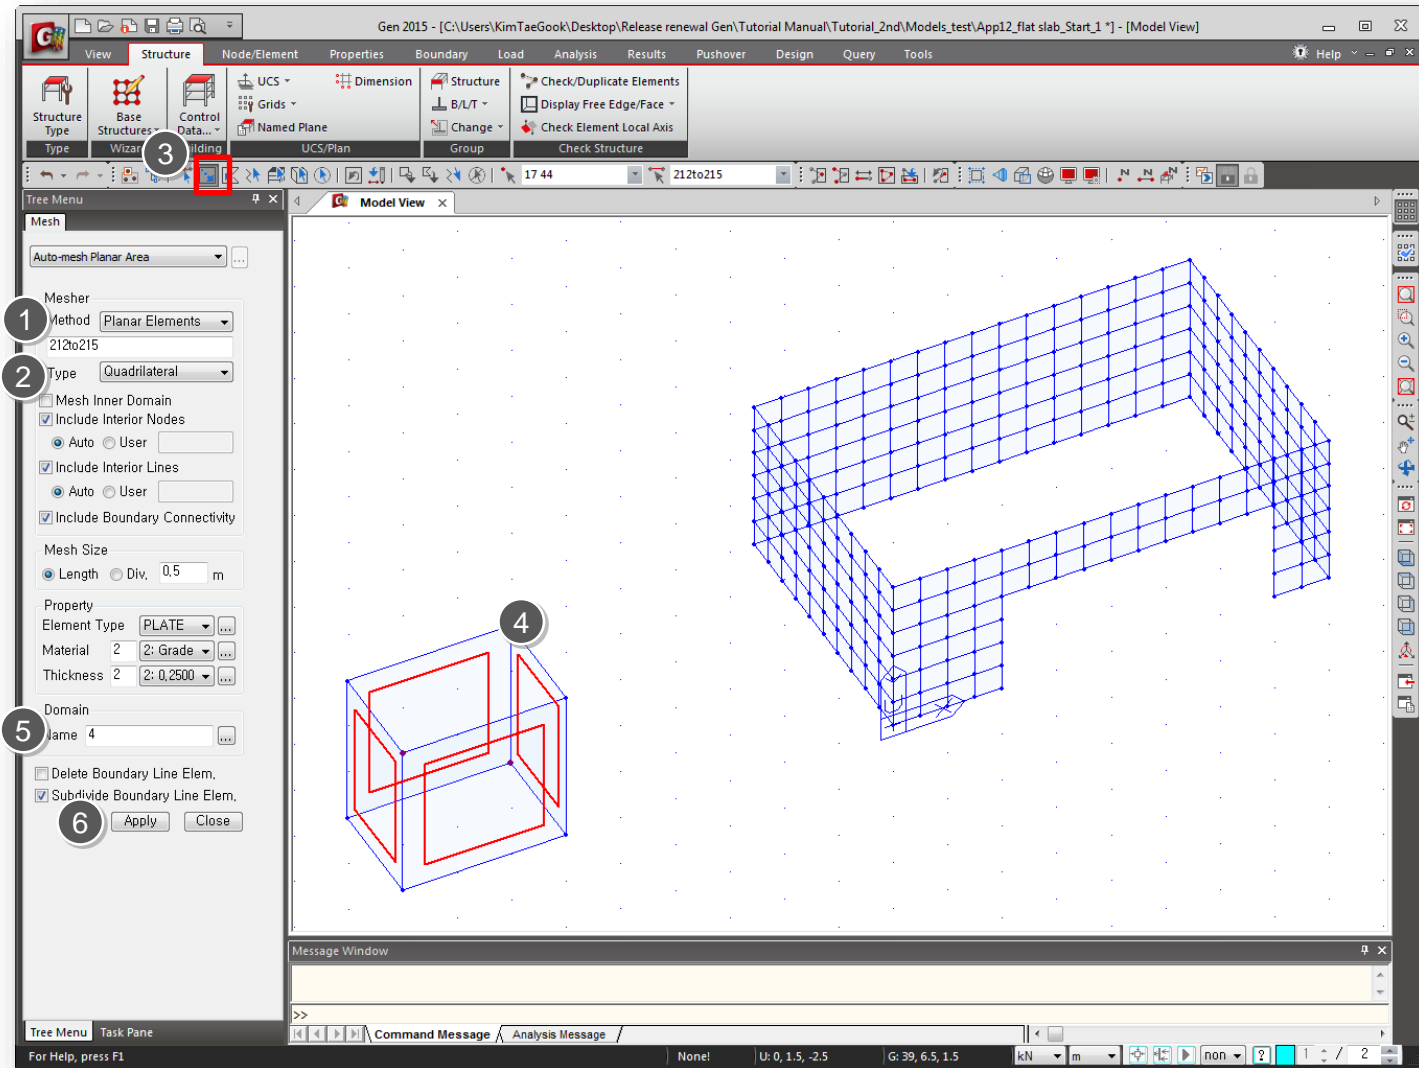 Gen 2015 - [C:\Users\KimTaeGook\Desktop\Release renewal Gen\Tutorial Manual\Tutorial_2nd\Models_test\App12_flat slab_Start_1 *] - [Model View]
View Structure Node/Element Properties Boundary Load Analysis Results Pushover Design Query Tools Help
Structure Type
Base Structures
Control Data...
UCS
Grids
Named Plane
Dimension
Structure
B/L/T
Change
Check/Duplicate Elements
Display Free Edge/Face
Check Element Local Axis
Type UCS/Plan Group Check Structure
3
17 44
212to215
Tree Menu
Model View
Mesh
Auto-mesh Planar Area
Mesher
1
Method Planar Elements
212to215
2
Type Quadrilateral
Mesh Inner Domain
Include Interior Nodes
Auto User
Include Interior Lines
Auto User
Include Boundary Connectivity
Mesh Size
Length Div. 0.5 m
Property
Element Type PLATE
Material 2 2: Grade
Thickness 2 2: 0.2500
Domain
5
Name 4
Delete Boundary Line Elem.
Subdivide Boundary Line Elem.
6
Apply Close
4
Message Window
>>
Command Message Analysis Message
Tree Menu Task Pane
For Help, press F1
None!
U: 0, 1.5, -2.5
G: 39, 6.5, 1.5
kN m non ? 1 / 2